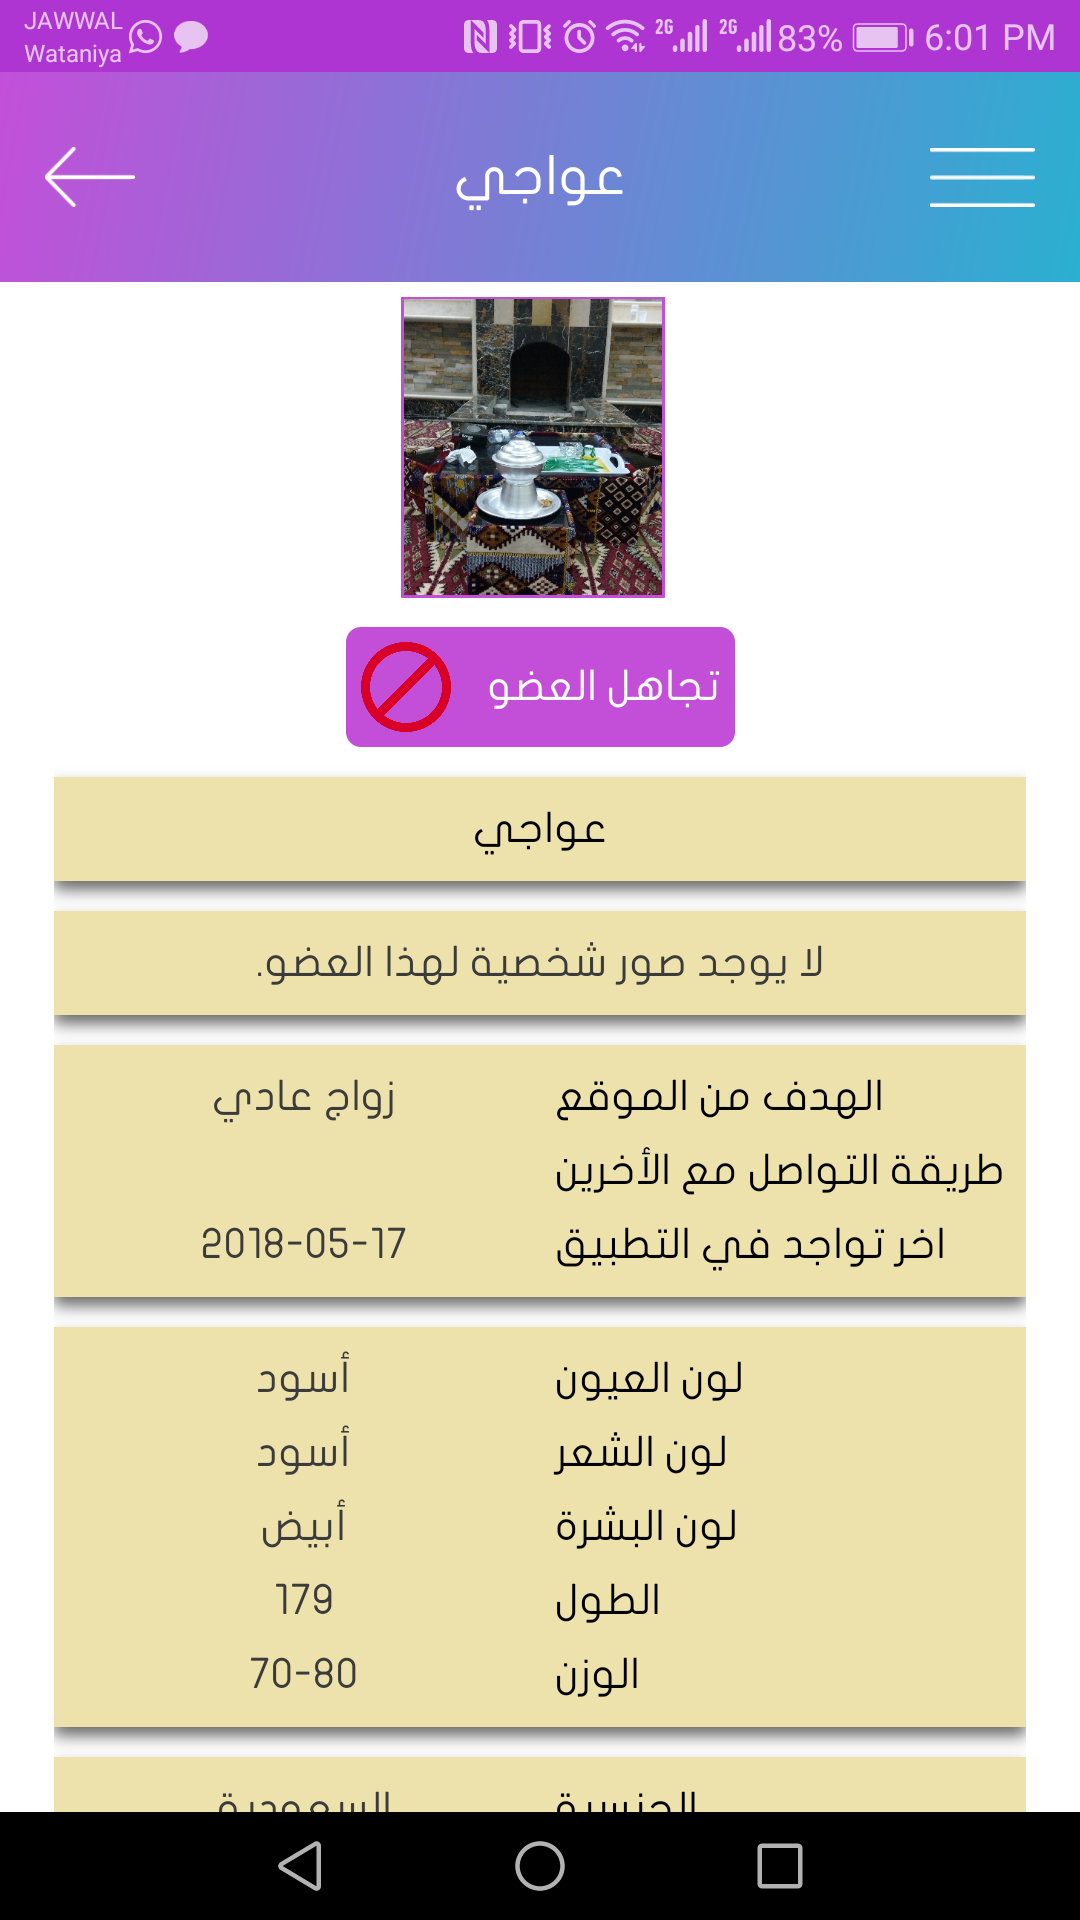 JAWWAL
Wataniya
2G 2G 83% 6:01 PM
عواجي
تجاهل العضو
عواجي
لا يوجد صور شخصية لهذا العضو.
الهدف من الموقع زواج عادي
طريقة التواصل مع الأخرين
اخر تواجد في التطبيق 2018-05-17
لون العيون أسود
لون الشعر أسود
لون البشرة أبيض
الطول 179
الوزن 70-80
الجنسية السعودية